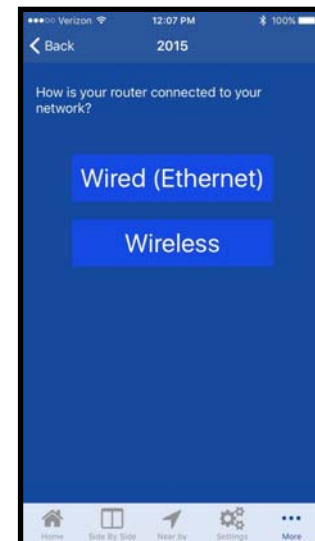 Verizon 12:07 PM 100%
Back 2015
How is your router connected to your
network?
Wired (Ethernet)
Wireless
Home Side By Side Near by Settings More